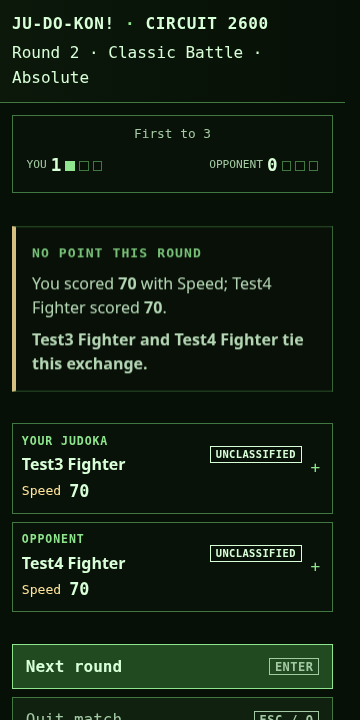 JU-DO-KON! · CIRCUIT 2600
Round 2 · Classic Battle ·
Absolute
First to 3
YOU 1
OPPONENT 0
NO POINT THIS ROUND
You scored 70 with Speed; Test4
Fighter scored 70.
Test3 Fighter and Test4 Fighter tie
this exchange.
YOUR JUDOKA
UNCLASSIFIED
Test3 Fighter
+
Speed 70
OPPONENT
UNCLASSIFIED
Test4 Fighter
+
Speed 70
Next round ENTER
Quit match ESC / Q